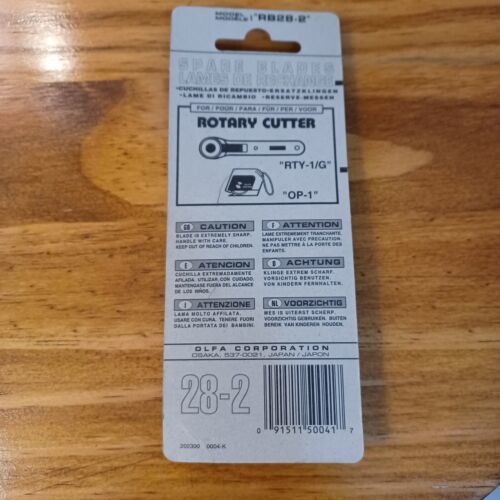 MODEL
MODELE : "RB28-2"
SPARE BLADES
LAMES DE RECHANGE
•CUCHILLAS DE REPUESTO•ERSATZKLINGEN
•LAME DI RICAMBIO •RESERVE-MESSEN
FOR / POUR / PARA / FÜR / PER / VOOR
ROTARY CUTTER
"RTY-1/G"
"OP-1"
GB CAUTION
BLADE IS EXTREMELY SHARP.
HANDLE WITH CARE.
KEEP OUT OF REACH OF CHILDREN.
F ATTENTION
LAME EXTREMEMENT TRANCHANTE.
MANIPULER AVEC PRECAUTION.
NE PAS METTRE A LA PORTE DES
ENFANTS.
E ATENCION
CUCHILLA EXTREMADAMENTE
AFILADA. UTILIZAR CON CUIDADO.
MANTENGASE FUERA DEL ALCANCE
DE LOS NIÑOS.
D ACHTUNG
KLINGE EXTREM SCHARF.
VORSICHTIG BENUTZEN.
VON KINDERN FERNHALTEN.
I ATTENZIONE
LAMA MOLTO AFFILATA.
USARE CON CURA. TENERE FUORI
DALLA PORTATA DEI BAMBINI.
NL VOORZICHTIG
MES IS UITERST SCHERP.
VOORZICHTIG GEBRUIKEN. BUITEN
BEREIK VAN KINDEREN HOUDEN.
OLFA CORPORATION
OSAKA, 537-0021, JAPAN / JAPON
28-2
0 91511 50041 7
200300 0004-K